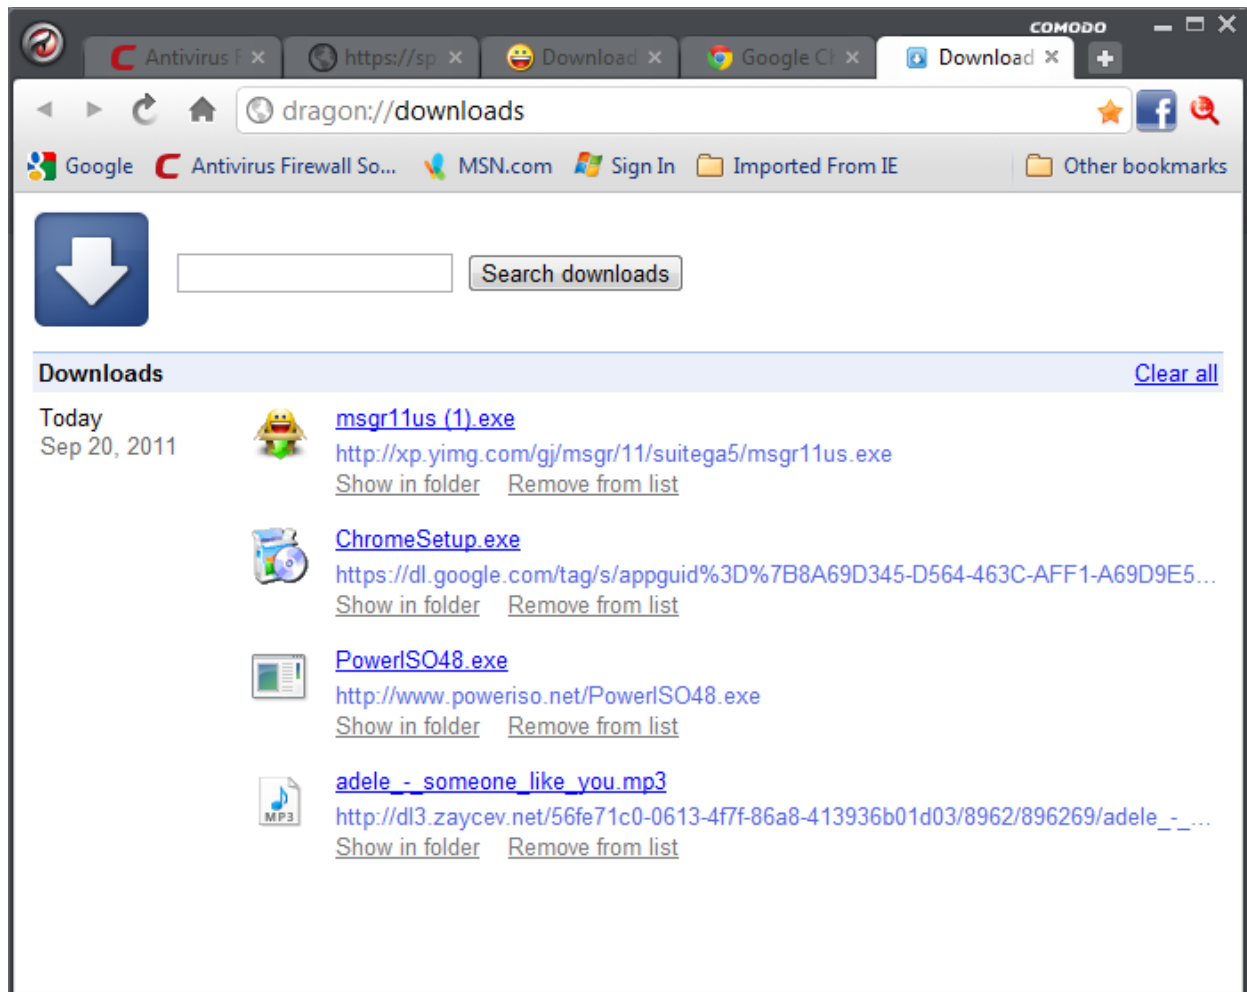 COMODO
Antivirus F
https://sp
Download
Google Ch
Download
dragon://downloads
Google
Antivirus Firewall So...
MSN.com
Sign In
Imported From IE
Other bookmarks
Search downloads
Downloads
Clear all
Today
Sep 20, 2011
msgr11us (1).exe
http://xp.yimg.com/gj/msgr/11/suitega5/msgr11us.exe
Show in folder Remove from list
ChromeSetup.exe
https://dl.google.com/tag/s/appguid%3D%7B8A69D345-D564-463C-AFF1-A69D9E5...
Show in folder Remove from list
PowerISO48.exe
http://www.poweriso.net/PowerISO48.exe
Show in folder Remove from list
MP3
adele_-_someone_like_you.mp3
http://dl3.zaycev.net/56fe71c0-0613-4f7f-86a8-413936b01d03/8962/896269/adele_-_...
Show in folder Remove from list